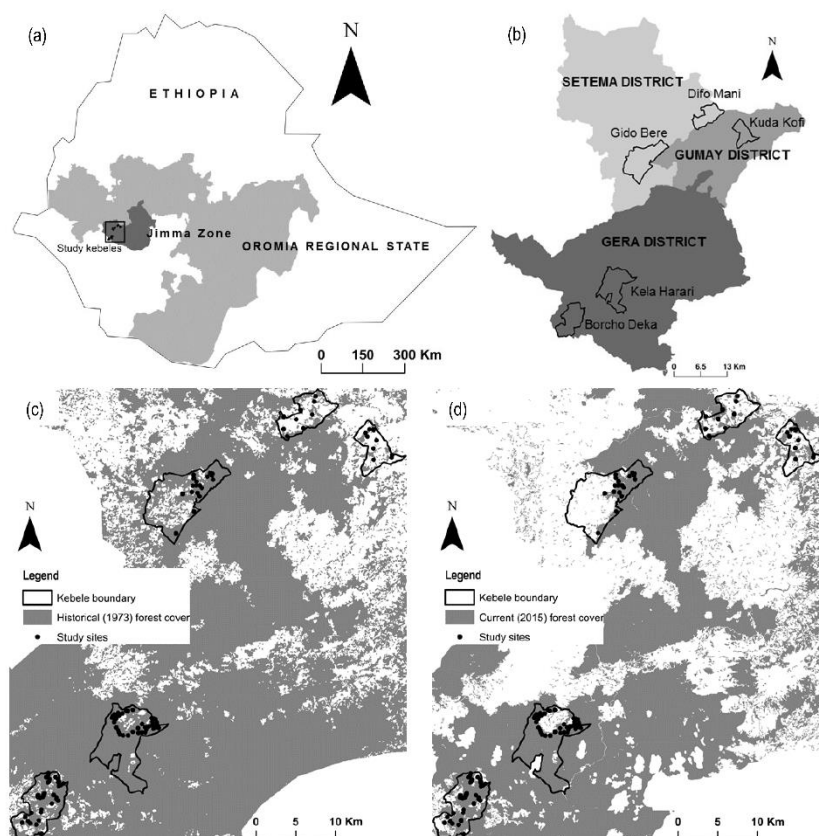 (a)
N
E T H I O P I A
Study kebeles
Jimma Zone
OROMIA REGIONAL STATE
0 150 300 Km
(b)
N
SETEMA DISTRICT
Difo Mani
Kuda Kofi
Gido Bere
GUMAY DISTRICT
GERA DISTRICT
Kela Harari
Borcho Deka
0 6.5 13 Km
(c)
N
Legend
Kebele boundary
Historical (1973) forest cover
Study sites
0 5 10 Km
(d)
N
Legend
Kebele boundary
Current (2015) forest cover
Study sites
0 5 10 Km